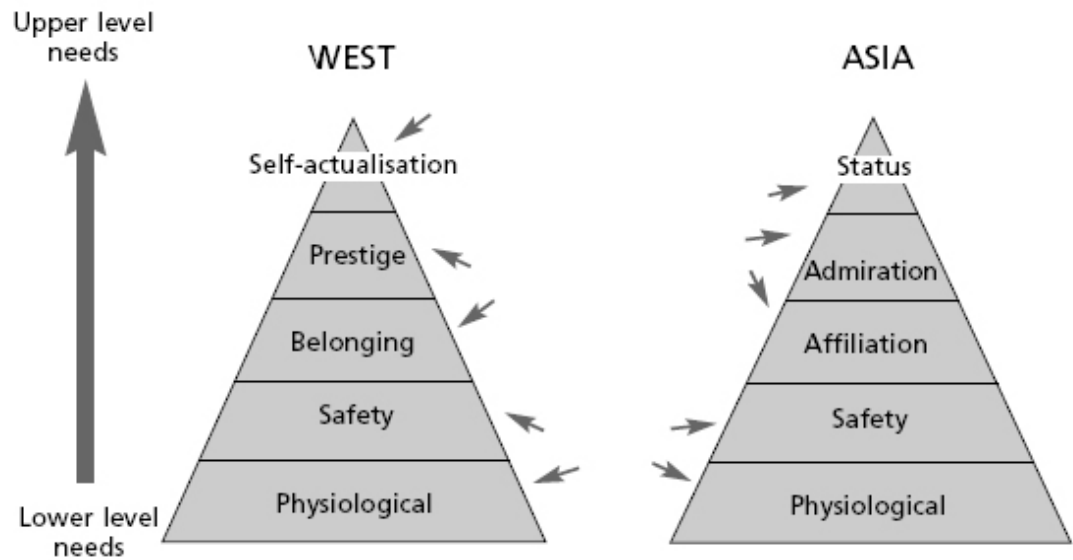 Upper level
needs
WEST
ASIA
Self-actualisation
Status
Prestige
Admiration
Belonging
Affiliation
Safety
Safety
Physiological
Physiological
Lower level
needs